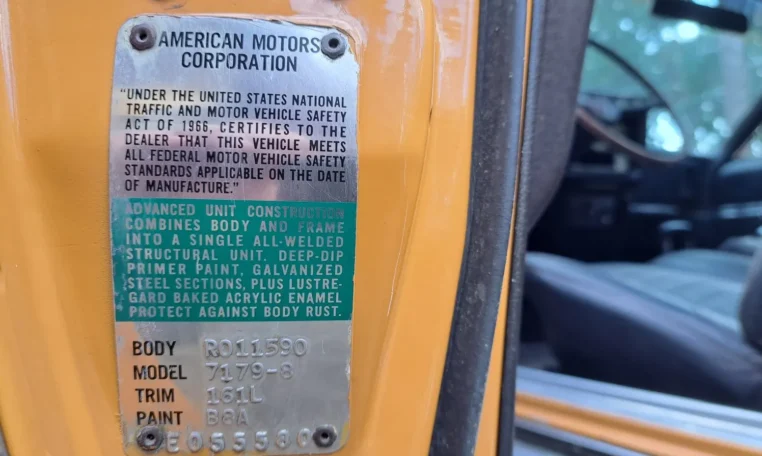 AMERICAN MOTORS
CORPORATION
"UNDER THE UNITED STATES NATIONAL
TRAFFIC AND MOTOR VEHICLE SAFETY
ACT OF 1966, CERTIFIES TO THE
DEALER THAT THIS VEHICLE MEETS
ALL FEDERAL MOTOR VEHICLE SAFETY
STANDARDS APPLICABLE ON THE DATE
OF MANUFACTURE."
ADVANCED UNIT CONSTRUCTION
COMBINES BODY AND FRAME
INTO A SINGLE ALL-WELDED
STRUCTURAL UNIT. DEEP-DIP
PRIMER PAINT, GALVANIZED
STEEL SECTIONS, PLUS LUSTRE-
GARD BAKED ACRYLIC ENAMEL
PROTECT AGAINST BODY RUST.
BODY RO11590
MODEL 7179-8
TRIM 161L
PAINT B8A
E055580